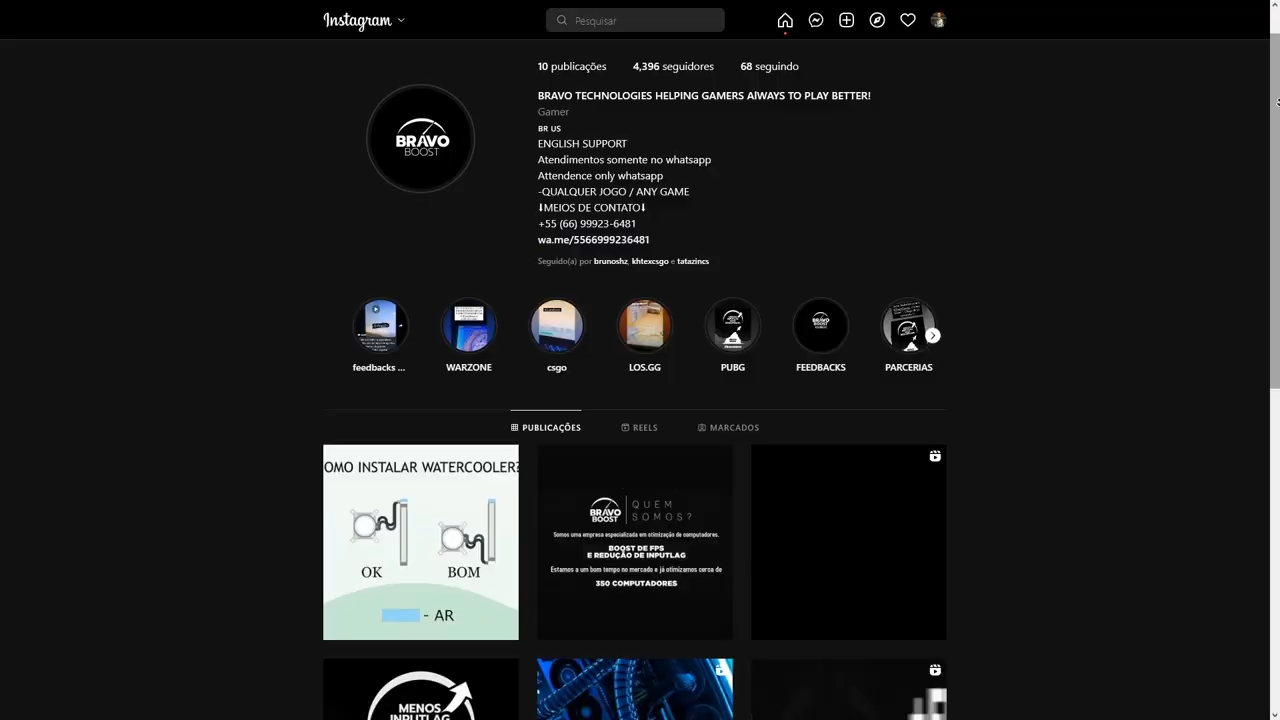 Instagram
Pesquisar
10 publicações 4,396 seguidores 68 seguindo
BRAVO TECHNOLOGIES HELPING GAMERS AlWAYS TO PLAY BETTER!
Gamer
BR US
ENGLISH SUPPORT
Atendimentos somente no whatsapp
Attendence only whatsapp
-QUALQUER JOGO / ANY GAME
⬇MEIOS DE CONTATO⬇
+55 (66) 99923-6481
wa.me/5566999236481
Seguido(a) por brunoshz, khtexcsgo e tatazincs
BRAVO
BOOST
feedbacks ...
WARZONE
csgo
LOS.GG
PUBG
FEEDBACKS
PARCERIAS
PUBLICAÇÕES
REELS
MARCADOS
OMO INSTALAR WATERCOOLER?
OK
BOM
- AR
BRAVO
BOOST
QUEM
SOMOS?
Somos uma empresa especializada em otimização de computadores.
BOOST DE FPS
E REDUÇÃO DE INPUTLAG
Estamos a um bom tempo no mercado e já otimizamos cerca de
350 COMPUTADORES
MENOS
INPUTLAG